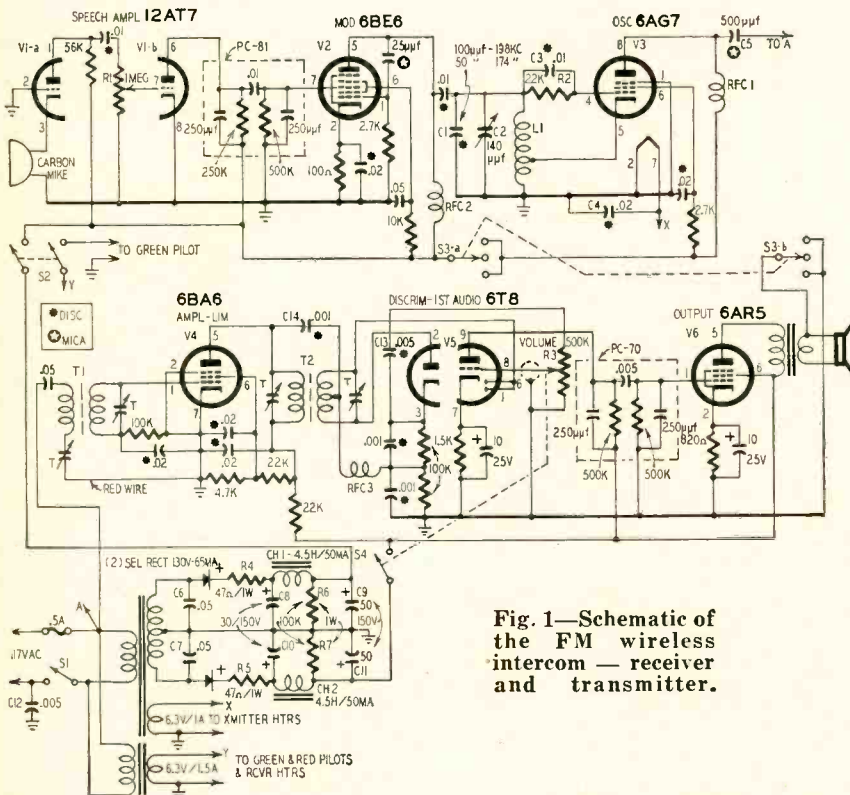 SPEECH AMPL 12AT7
MOD 6BE6
OSC 6AG7
500μμf
C5
TO A
V1-a
56K
.01
R1
1MEG
V1-b
PC-81
.01
250μμf
250K
500K
250μμf
V2
25μμf
100Ω
.02
2.7K
.05
10K
RFC2
.01
100μμf-198KC
50 " 174 "
C1
C2
140
μμf
C3 .01
22K R2
L1
V3
C4 .02
X
.02
2.7K
RFC1
CARBON
MIKE
TO GREEN PILOT
S2
Y
S3-a
S3-b
DISC
MICA
6BA6
AMPL-LIM
V4
C14 .001
DISCRIM-1ST AUDIO 6T8
OUTPUT 6AR5
.05
T1
T
T
100K
.02
.02
.02
RED WIRE
4.7K
22K
22K
T
T2
T
RFC3
C13 .005
.001
.001
100K
V5
1.5K
10
25V
VOLUME
R3
500K
PC-70
.005
250μμf
500K
500K
250μμf
V6
820Ω
10
25V
(2) SEL RECT 130V-65MA
CH1-4.5H/50MA
S4
C6
.05
C7
.05
R4
47Ω/1W
R5
47Ω/1W
C8
30/150V
C10
100K
R6
1W
R7
C9
50
150V
50
C11
CH2
4.5H/50MA
A
.5A
117VAC
S1
C12
.005
6.3V/1A TO XMITTER HTRS
X
6.3V/1.5A
Y
TO GREEN & RED PILOTS
& RCVR HTRS
Fig. 1—Schematic of
the FM wireless
intercom — receiver
and transmitter.